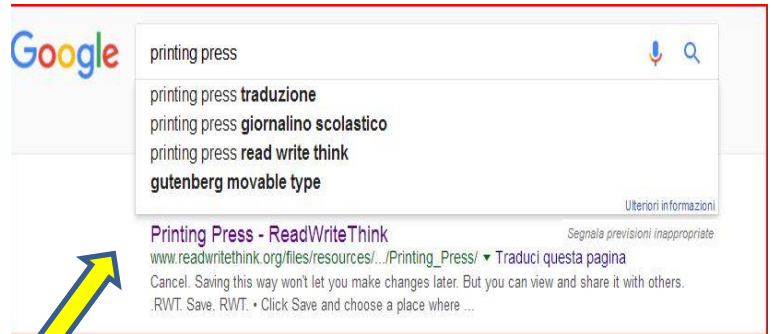 Google
printing press
printing press traduzione
printing press giornalino scolastico
printing press read write think
gutenberg movable type
Ulteriori informazioni
Printing Press - ReadWriteThink
Segnala previsioni inappropriate
www.readwritethink.org/files/resources/.../Printing_Press/ ▾ Traduci questa pagina
Cancel. Saving this way won't let you make changes later. But you can view and share it with others.
.RWT. Save. RWT. • Click Save and choose a place where ...